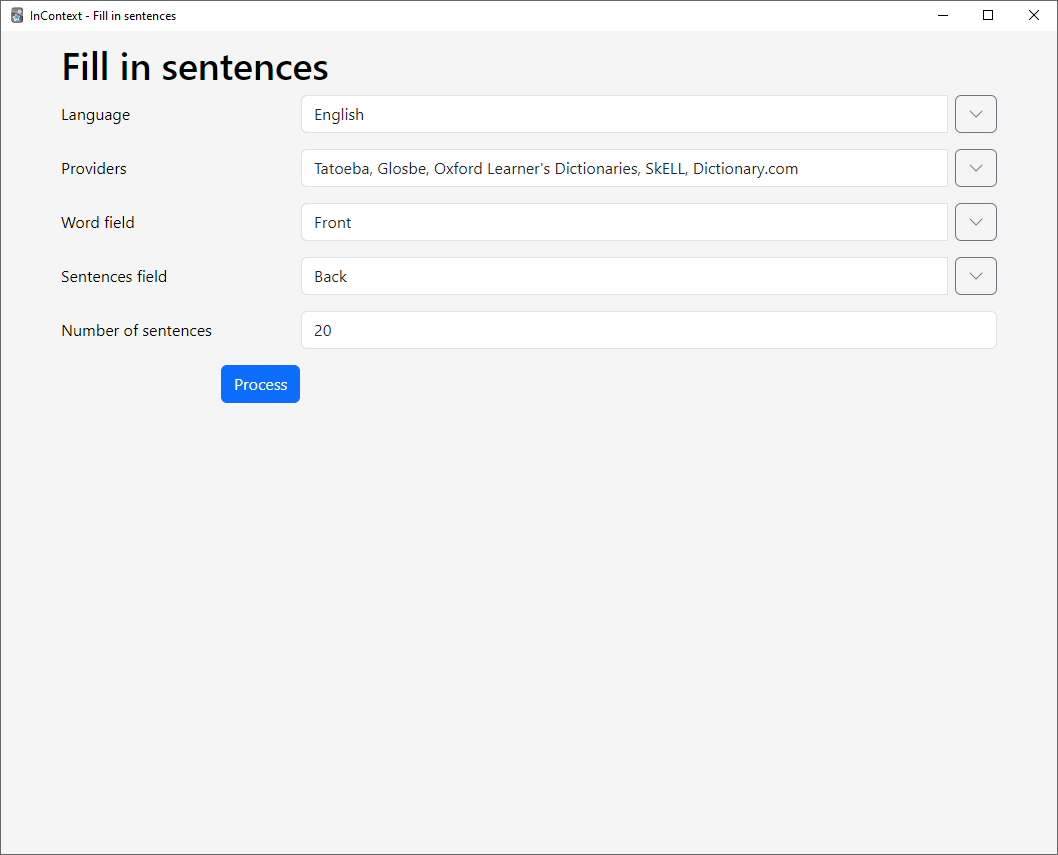 InContext - Fill in sentences
Fill in sentences
Language English
Providers Tatoeba, Glosbe, Oxford Learner's Dictionaries, SkELL, Dictionary.com
Word field Front
Sentences field Back
Number of sentences 20
Process